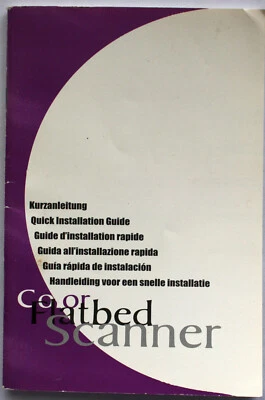 Kurzanleitung
Quick Installation Guide
Guide d'installation rapide
Guida all'installazione rapida
Guía rápida de instalación
Handleiding voor een snelle installatie
Color
Flatbed
Scanner